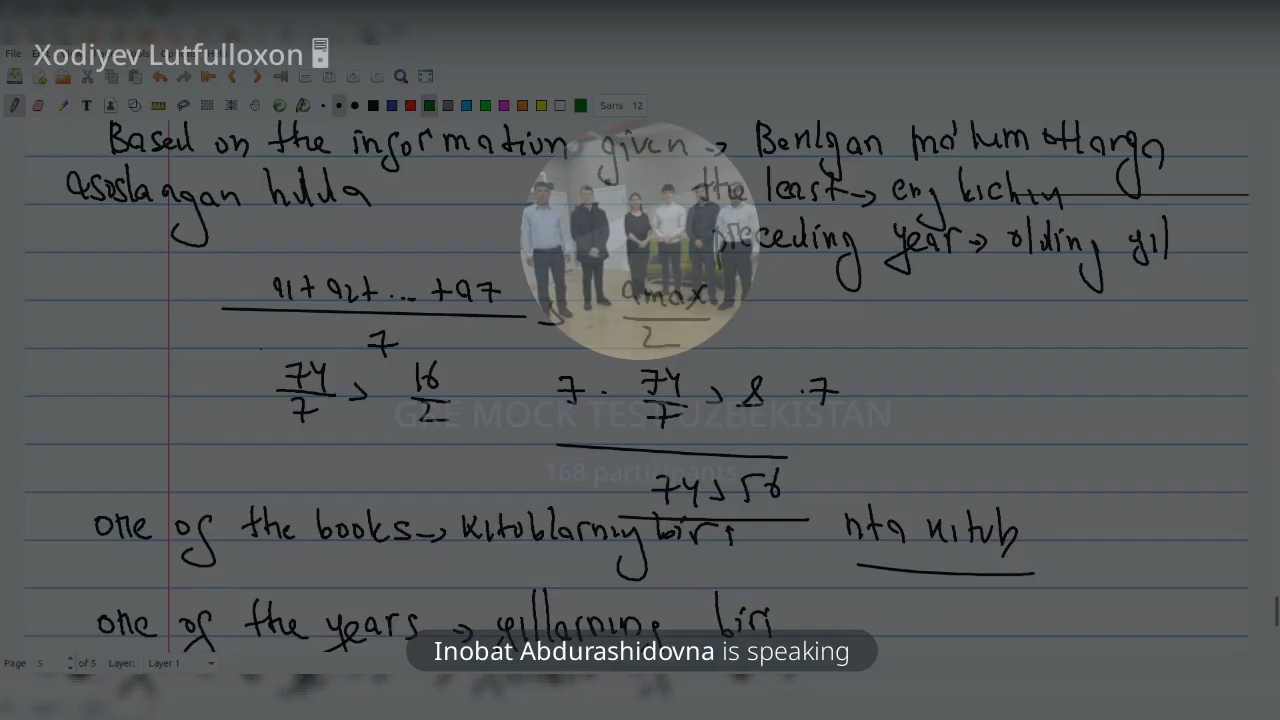 Xodiyev Lutfulloxon
File
Sans 12
Based on the information given → Berilgan ma'lumotlarga
asoslangan holda
the least → eng kichik
preceding year → oldingi yil
a1 + a2 + ... + a7
7
>
amax
2
74
7
>
16
2
7 · 74
7
> 8 · 7
GRE MOCK TEST UZBEKISTAN
168 participants
74 > 56
one of the books → kitoblarning biri
nta kitob
one of the years → yillarning biri
Inobat Abdurashidovna is speaking
Page 5 of 5 Layer: Layer 1